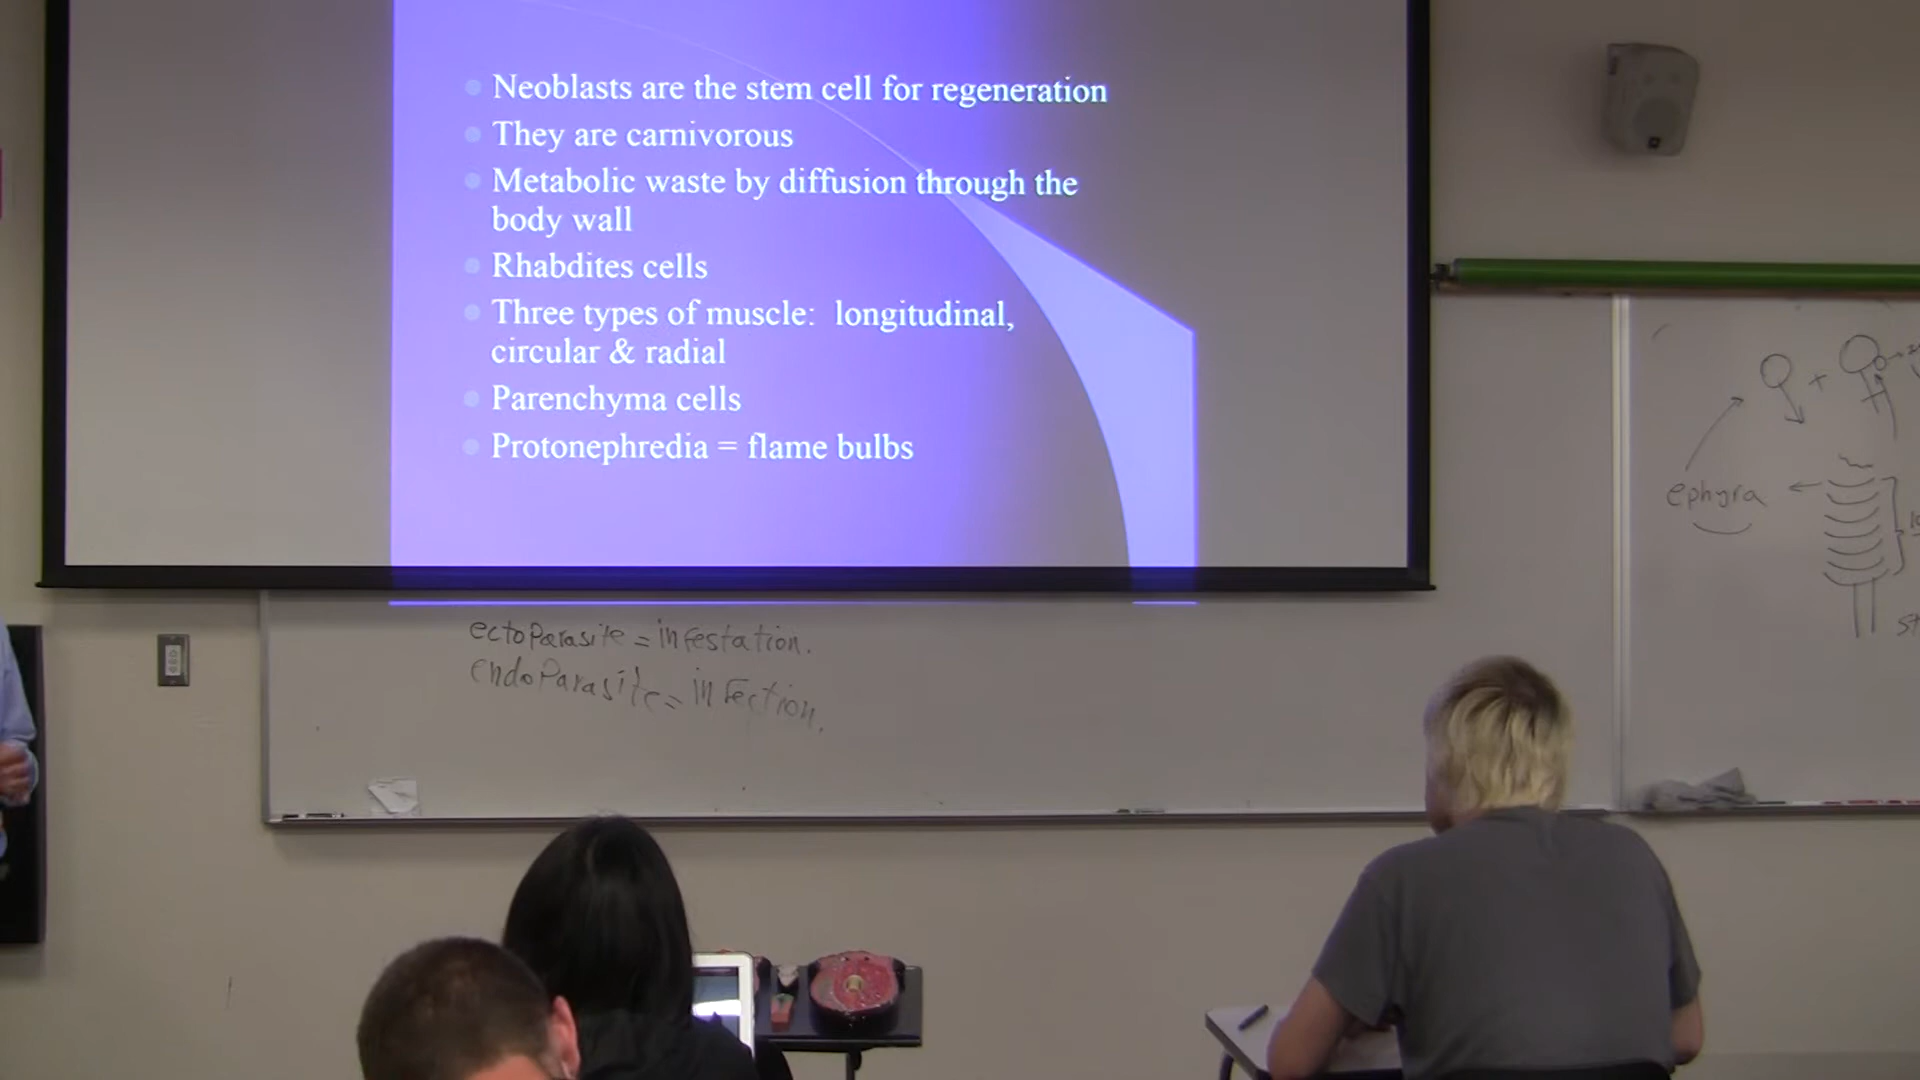 Neoblasts are the stem cell for regeneration
They are carnivorous
Metabolic waste by diffusion through the
body wall
Rhabdites cells
Three types of muscle: longitudinal,
circular & radial
Parenchyma cells
Protonephredia = flame bulbs
ectoParasite = infestation.
endoParasite = infection.
ephyra